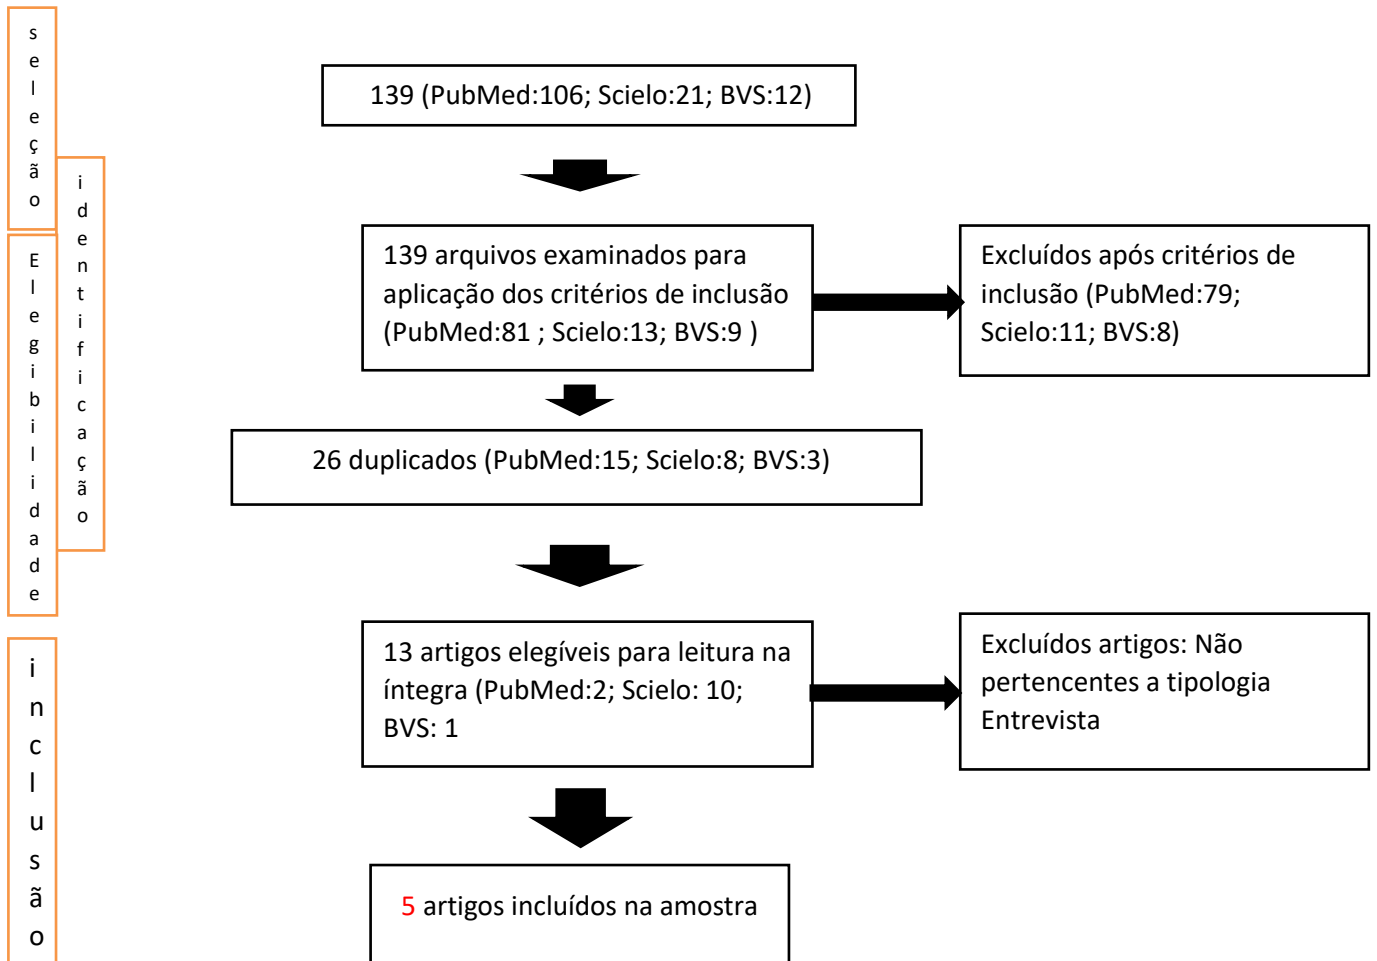 seleção
identificação
Elegibilidade
inclusão
139 (PubMed:106; Scielo:21; BVS:12)
139 arquivos examinados para
aplicação dos critérios de inclusão
(PubMed:81 ; Scielo:13; BVS:9 )
Excluídos após critérios de
inclusão (PubMed:79;
Scielo:11; BVS:8)
26 duplicados (PubMed:15; Scielo:8; BVS:3)
13 artigos elegíveis para leitura na
íntegra (PubMed:2; Scielo: 10;
BVS: 1
Excluídos artigos: Não
pertencentes a tipologia
Entrevista
5 artigos incluídos na amostra